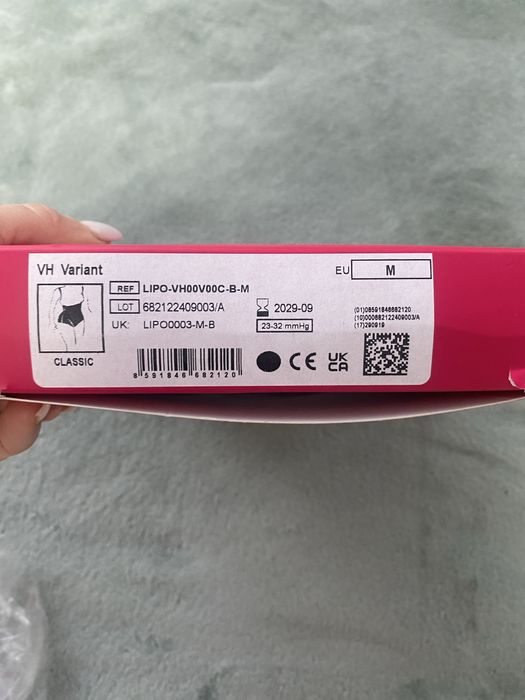 VH Variant
EU M
REF LIPO-VH00V00C-B-M
LOT 682122409003/A 2029-09
UK: LIPO0003-M-B 23-32 mmHg
(01)08591846682120
(10)000682122409003/A
(17)290919
CLASSIC
8 591846 682120
CE UK CA